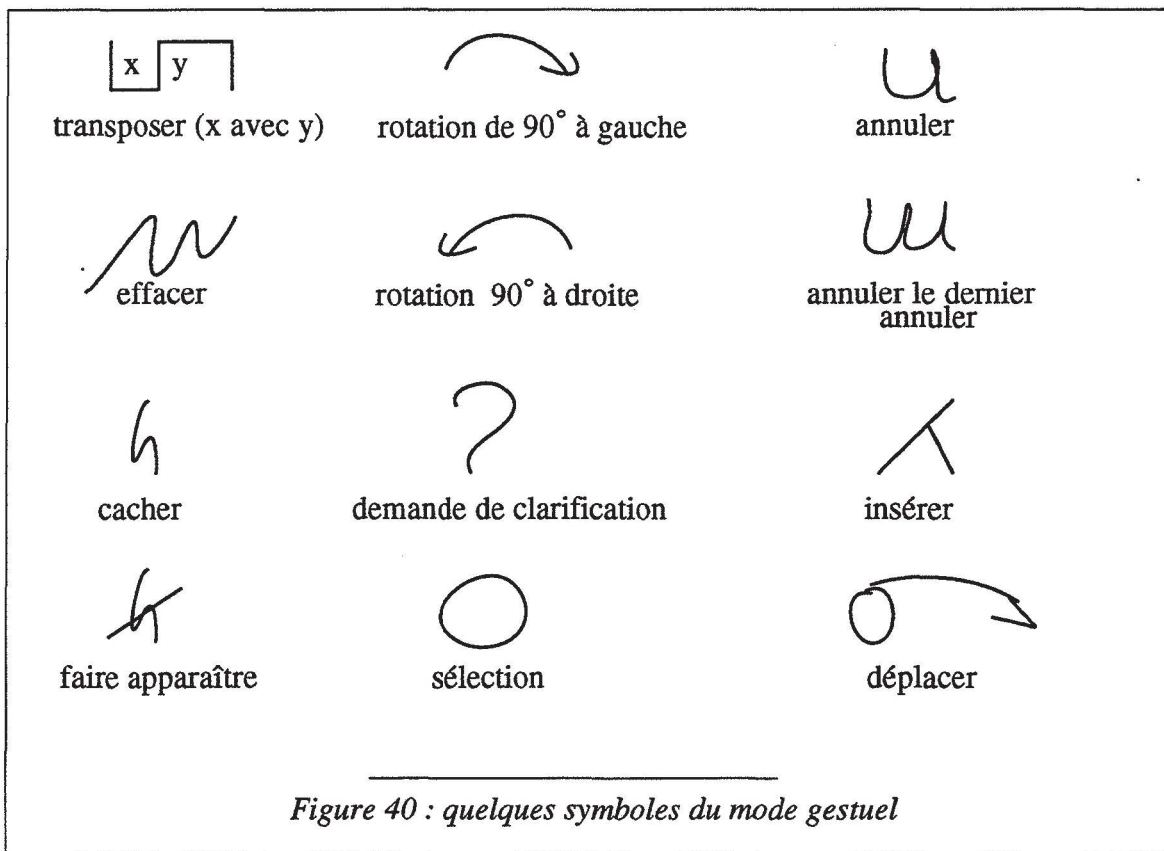 x y
transposer (x avec y)
rotation de 90° à gauche
annuler
effacer
rotation 90° à droite
annuler le dernier
annuler
cacher
demande de clarification
insérer
faire apparaître
sélection
déplacer
Figure 40 : quelques symboles du mode gestuel